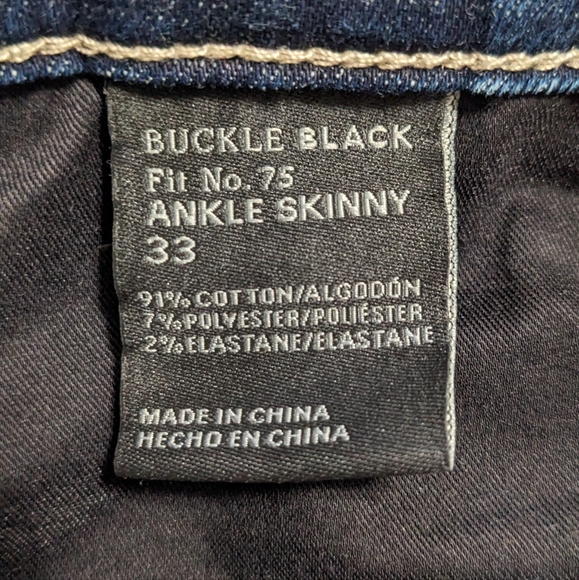 BUCKLE BLACK
Fit No. 75
ANKLE SKINNY
33
91% COTTON/ALGODÓN
7% POLYESTER/POLIÉSTER
2% ELASTANE/ELASTANE
MADE IN CHINA
HECHO EN CHINA